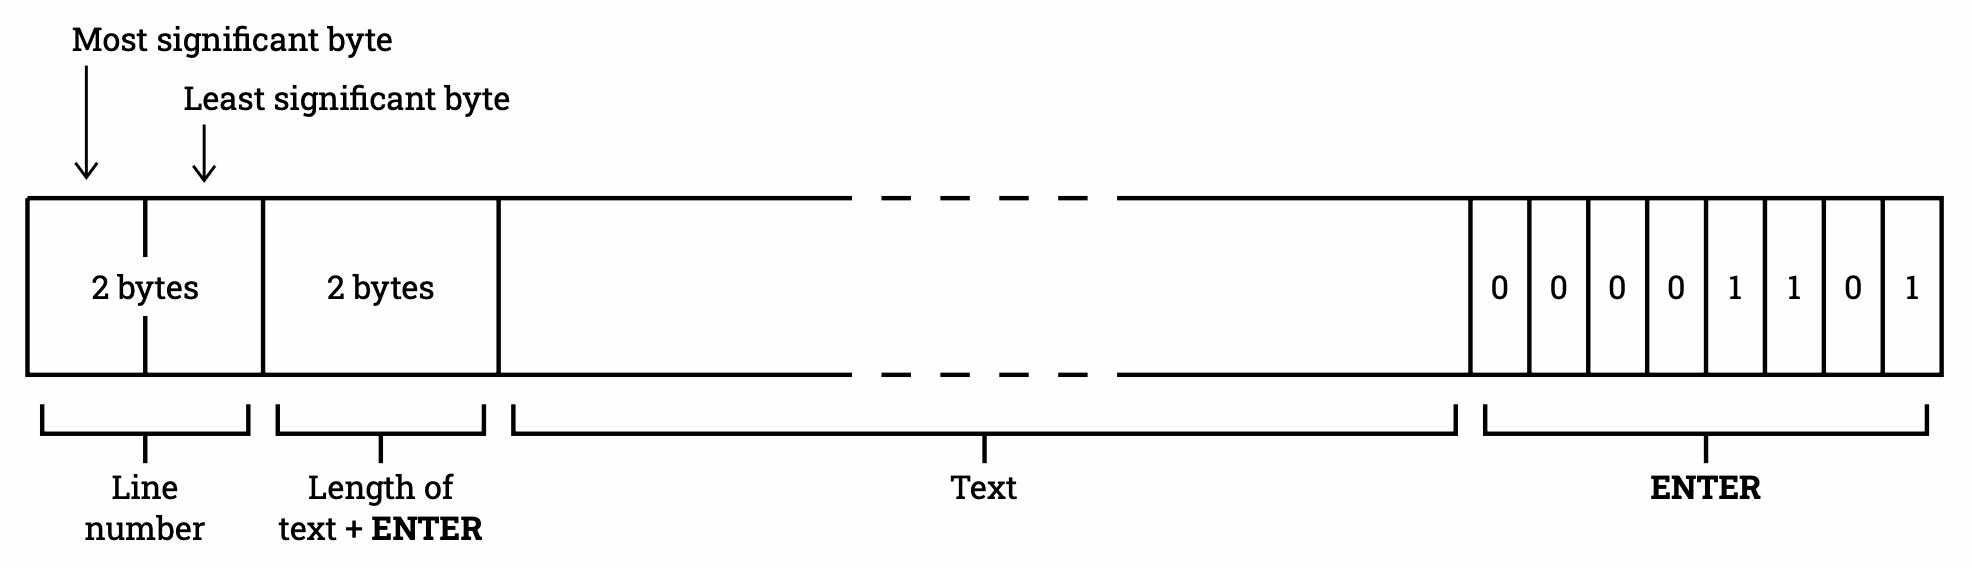 Most significant byte
Least significant byte
2 bytes
2 bytes
0 0 0 0 1 1 0 1
Line
number
Length of
text + ENTER
Text
ENTER